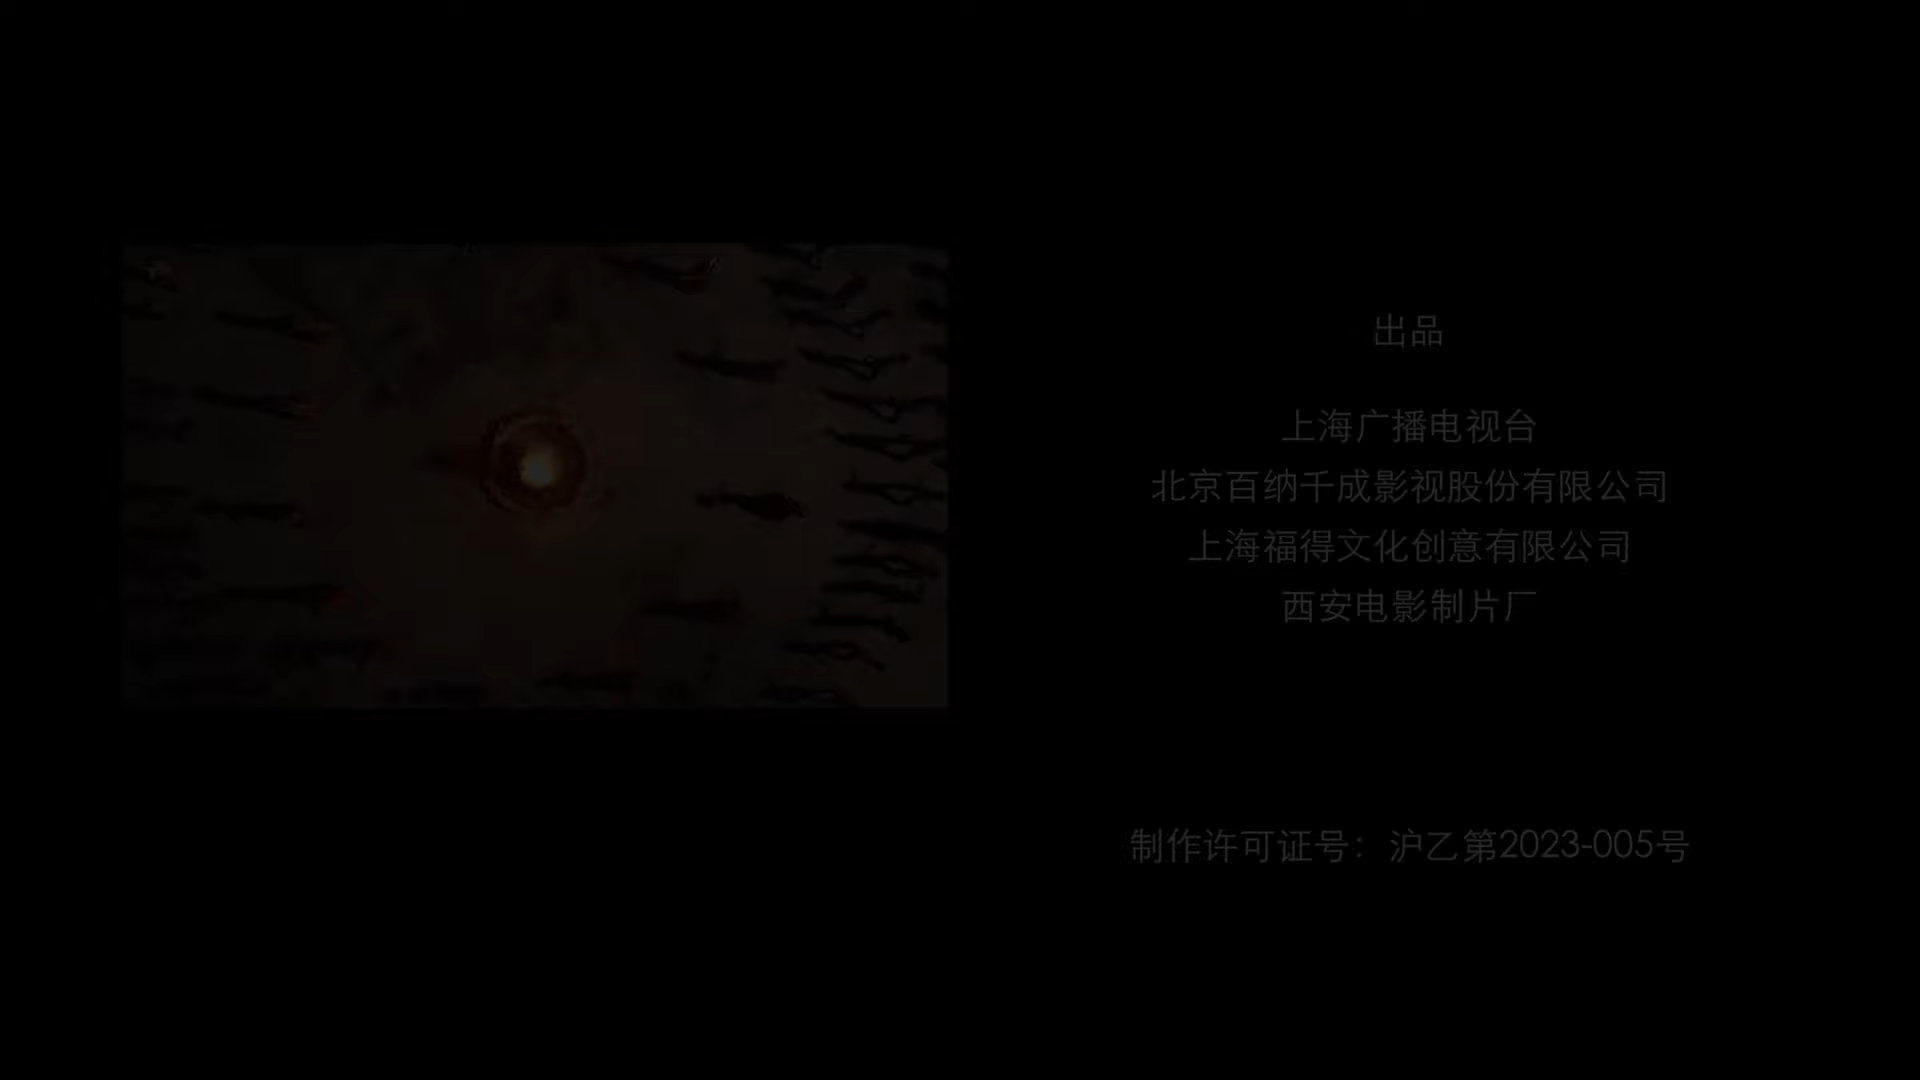 出品
上海广播电视台
北京百纳千成影视股份有限公司
上海福得文化创意有限公司
西安电影制片厂
制作许可证号：沪乙第2023-005号